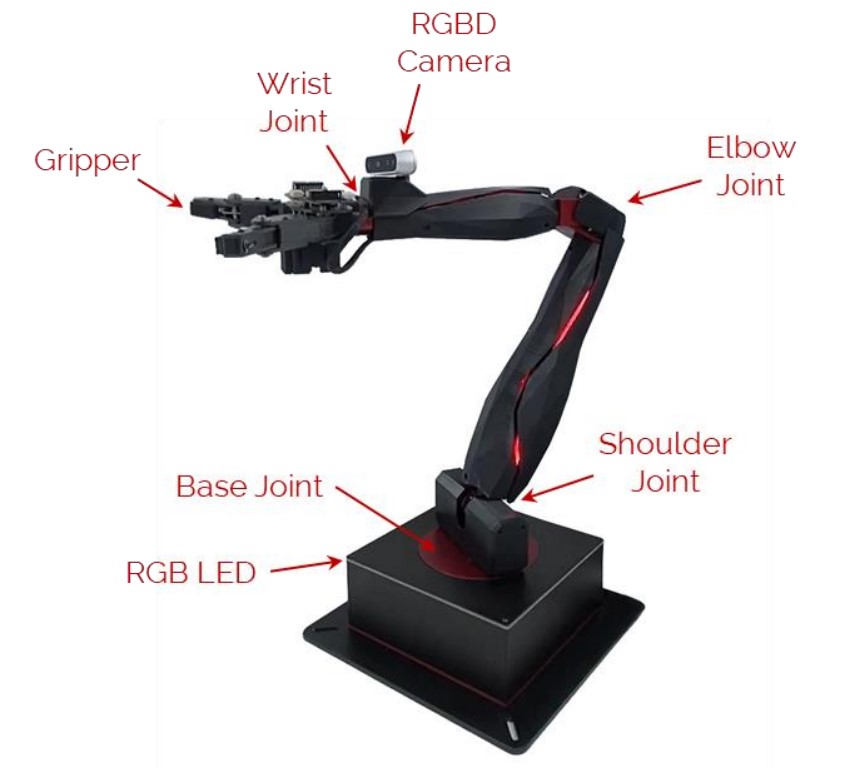 RGBD
Camera
Wrist
Joint
Gripper
Elbow
Joint
Shoulder
Joint
Base Joint
RGB LED